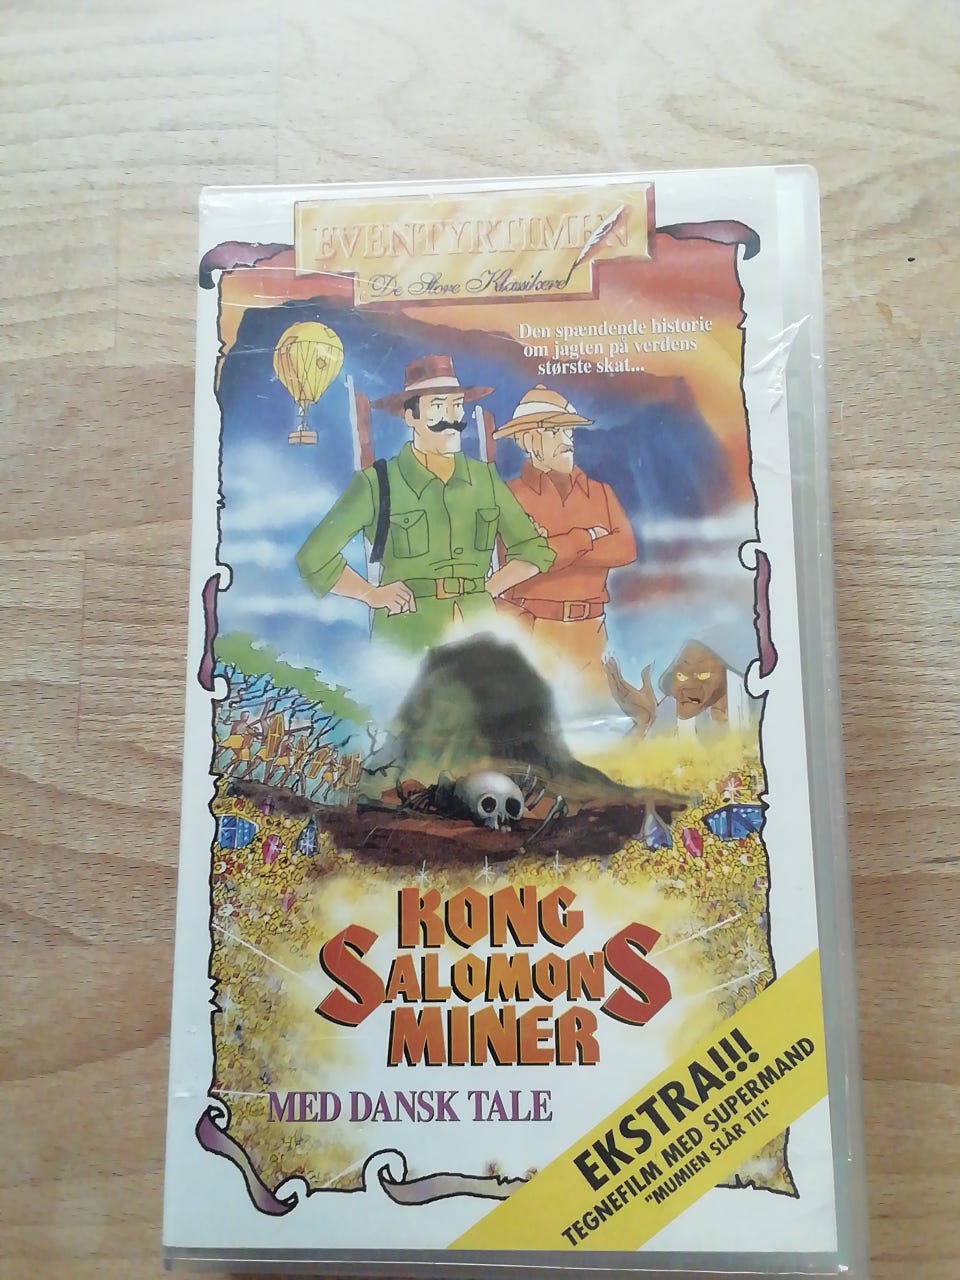 EVENTYRTIMEN
De Store Klassikere
Den spændende historie
om jagten på verdens
største skat...
KONG
SALOMONS
MINER
MED DANSK TALE
EKSTRA!!!
TEGNEFILM MED SUPERMAND
"MUMIEN SLÅR TIL"